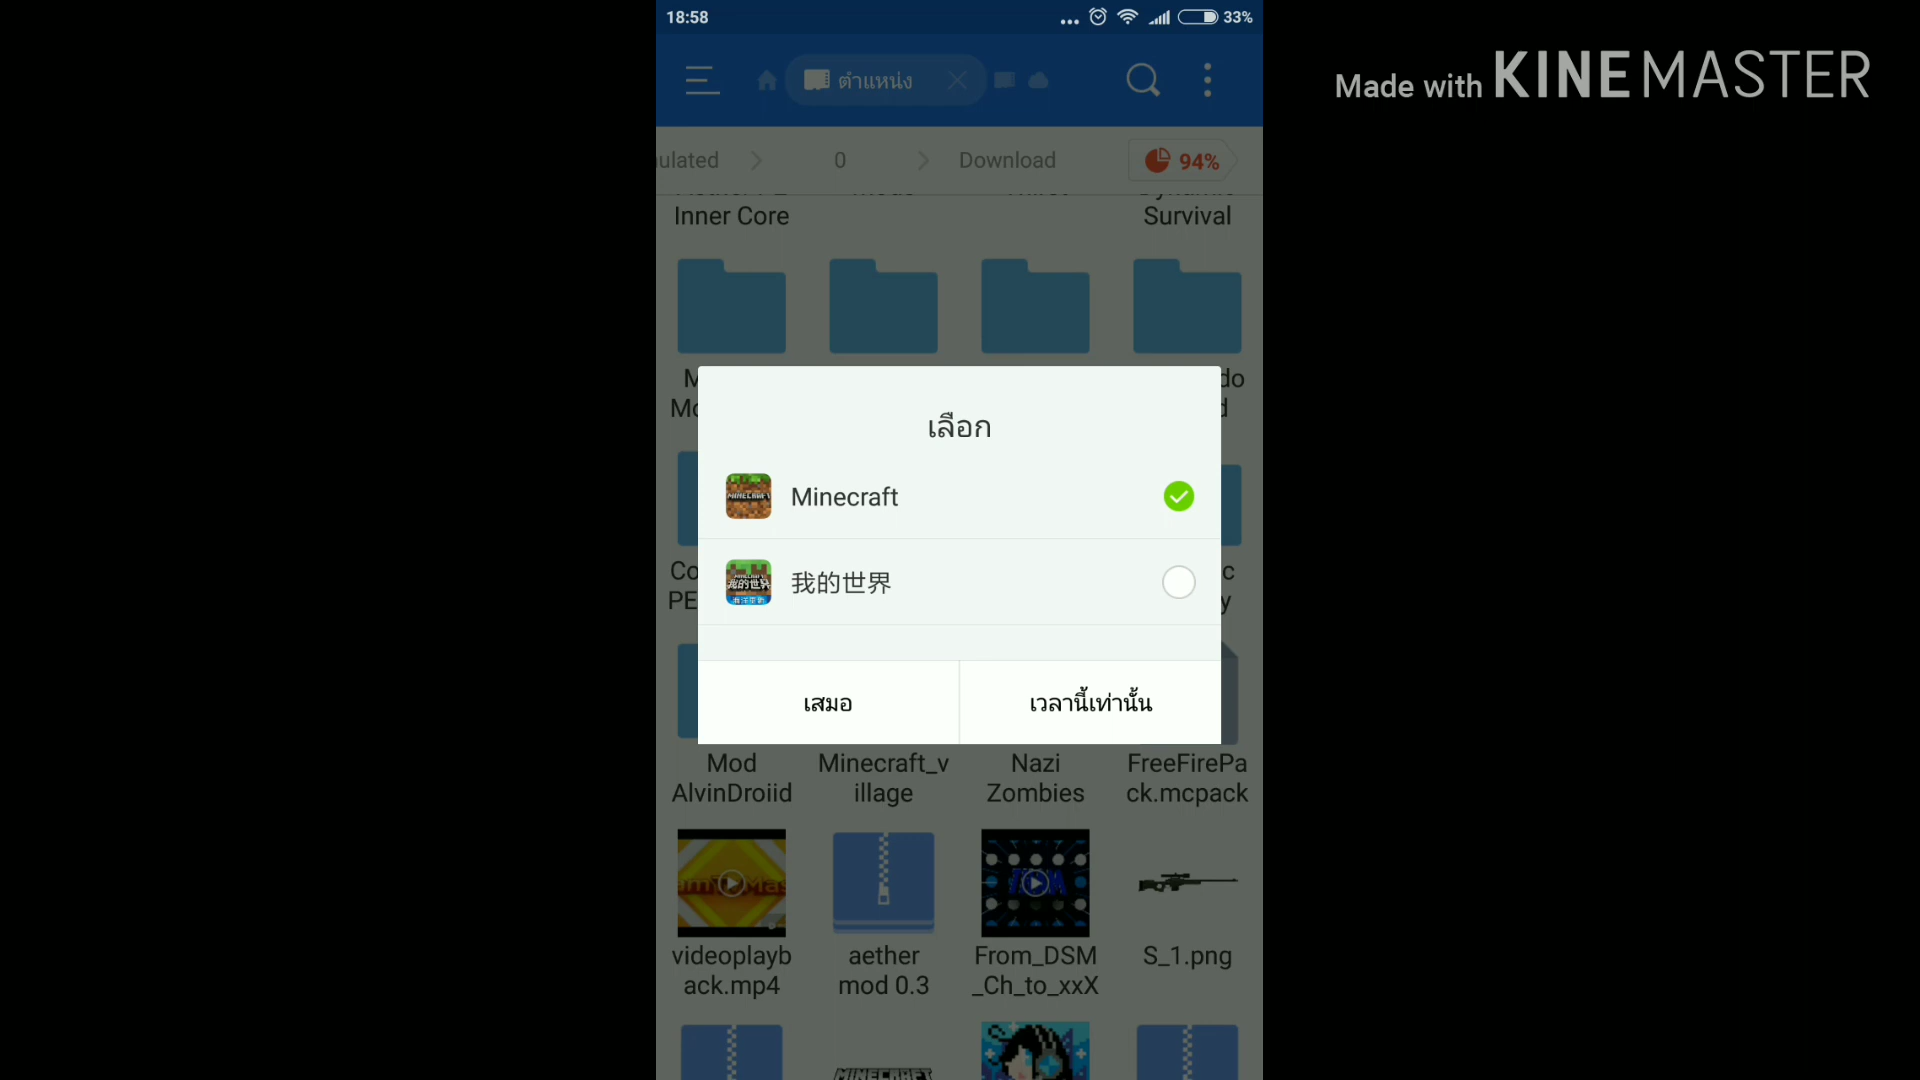 18:58
33%
Made with KINEMASTER
ตำแหน่ง
ulated
0
Download
94%
Inner Core
Survival
เลือก
Minecraft
我的世界
เสมอ
เวลานี้เท่านั้น
Mod
AlvinDroiid
Minecraft_v
illage
Nazi
Zombies
FreeFirePa
ck.mcpack
videoplayb
ack.mp4
aether
mod 0.3
From_DSM
_Ch_to_xxX
S_1.png
MINECRAFT